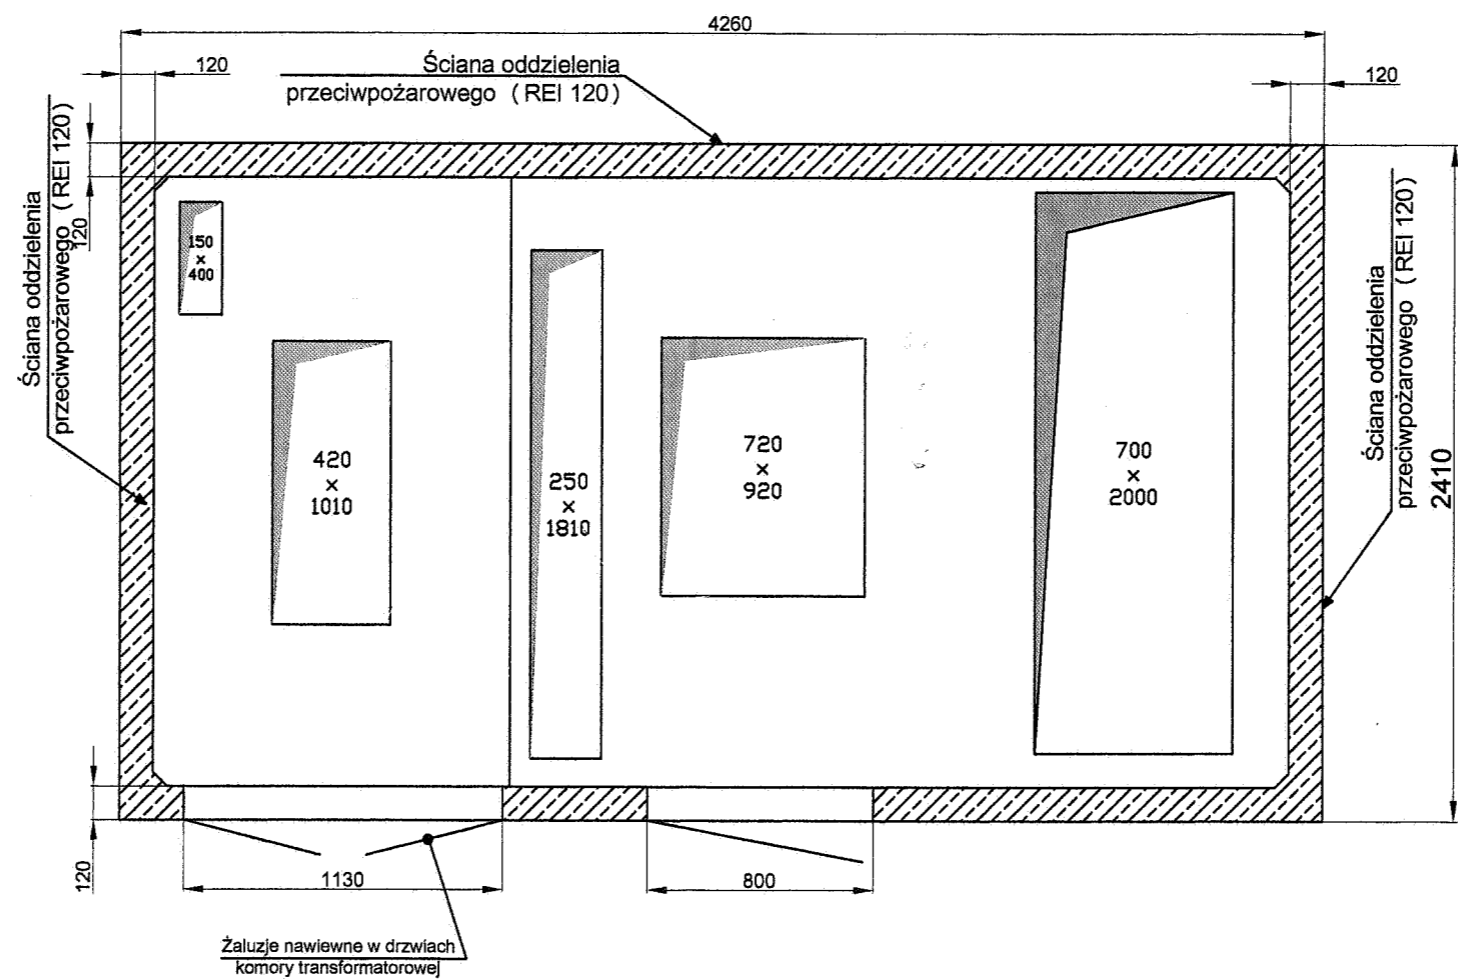 4260
120
Ściana oddzielenia
przeciwpożarowego (REI 120)
120
Ściana oddzielenia
przeciwpożarowego (REI 120)
120
150
×
400
420
×
1010
250
×
1810
720
×
920
700
×
2000
Ściana oddzielenia
przeciwpożarowego (REI 120)
2410
120
1130
800
Żaluzje nawiewne w drzwiach
komory transformatorowej